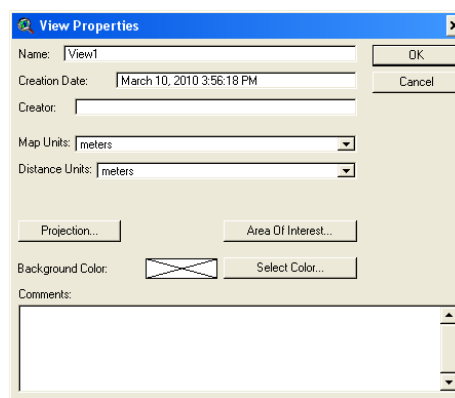 View Properties
Name: View1
OK
Creation Date: March 10, 2010 3:56:18 PM
Cancel
Creator:
Map Units: meters
Distance Units: meters
Projection...
Area Of Interest...
Background Color:
Select Color...
Comments: